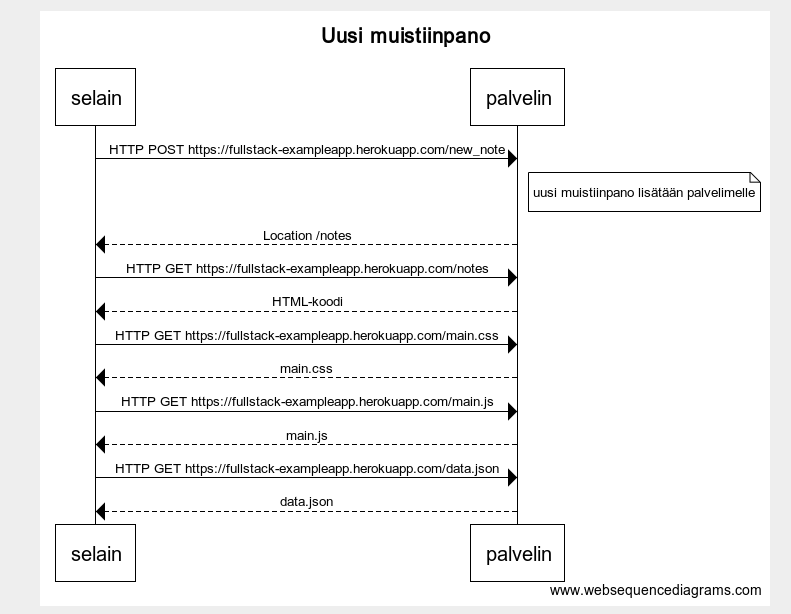 Uusi muistiinpano
selain palvelin
HTTP POST https://fullstack-exampleapp.herokuapp.com/new_note
uusi muistiinpano lisätään palvelimelle
Location /notes
HTTP GET https://fullstack-exampleapp.herokuapp.com/notes
HTML-koodi
HTTP GET https://fullstack-exampleapp.herokuapp.com/main.css
main.css
HTTP GET https://fullstack-exampleapp.herokuapp.com/main.js
main.js
HTTP GET https://fullstack-exampleapp.herokuapp.com/data.json
data.json
selain palvelin
www.websequencediagrams.com